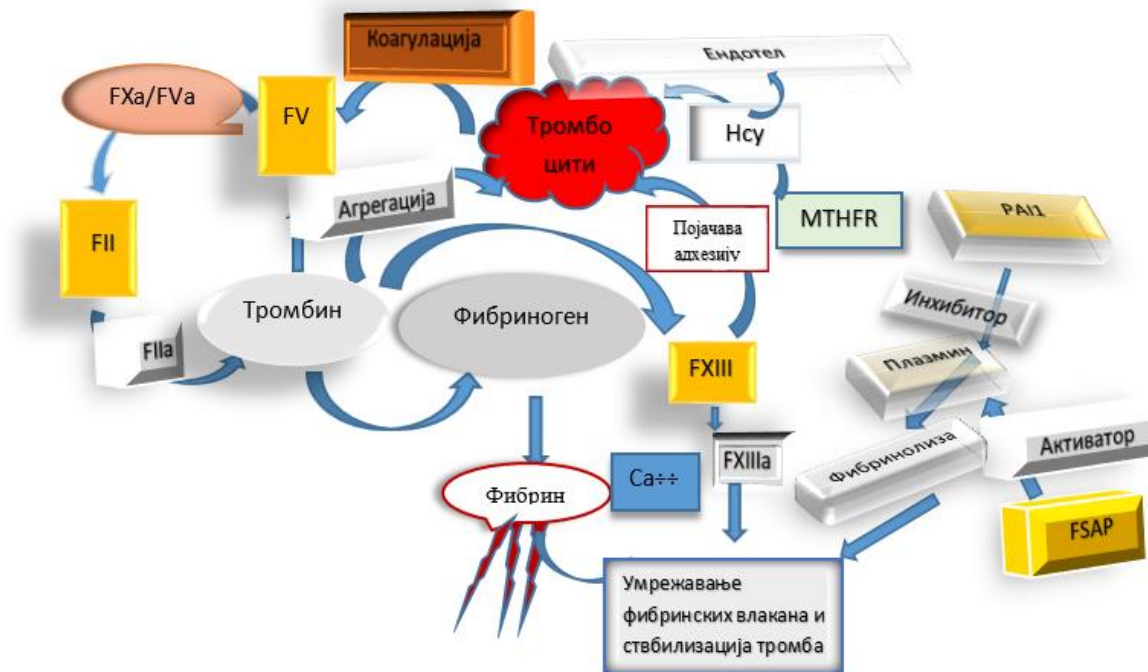 Коагулација
Ендотел
FXa/FVa
FV
Тромбо
цити
Hcy
Агрегација
MTHFR
PAI1
FII
Појачава
адхезију
Тромбин
Фибриноген
Инхибитор
FIIa
FXIII
Плазмин
Фибринолиза
Активатор
FXIIIa
Ca÷÷
Фибрин
FSAP
Умрежавање
фибринских влакана и
ствбилизација тромба